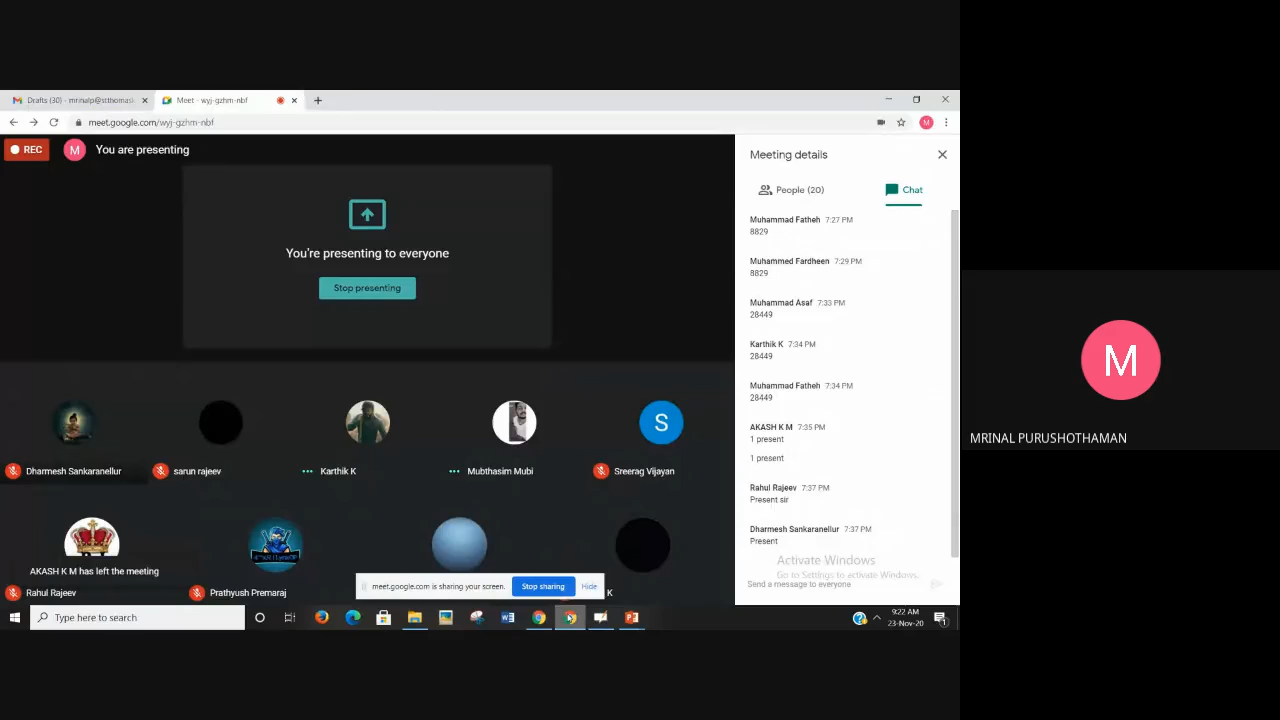 Drafts (30) - mrinalp@stthomas
Meet - wyj-gzhm-nbf
meet.google.com/wyj-gzhm-nbf
M
REC
M
You are presenting
You're presenting to everyone
Stop presenting
Dharmesh Sankaranellur
sarun rajeev
Karthik K
Mubthasim Mubi
S
Sreerag Vijayan
AKASH K M has left the meeting
Rahul Rajeev
Prathyush Premaraj
K
meet.google.com is sharing your screen.
Stop sharing
Hide
Meeting details
People (20)
Chat
Muhammad Fatheh 7:27 PM
8829
Muhammed Fardheen 7:29 PM
8829
Muhammad Asaf 7:33 PM
28449
Karthik K 7:34 PM
28449
Muhammad Fatheh 7:34 PM
28449
AKASH K M 7:35 PM
1 present
1 present
Rahul Rajeev 7:37 PM
Present sir
Dharmesh Sankaranellur 7:37 PM
Present
Activate Windows
Go to Settings to activate Windows.
Send a message to everyone
Type here to search
9:22 AM
23-Nov-20
1
M
MRINAL PURUSHOTHAMAN